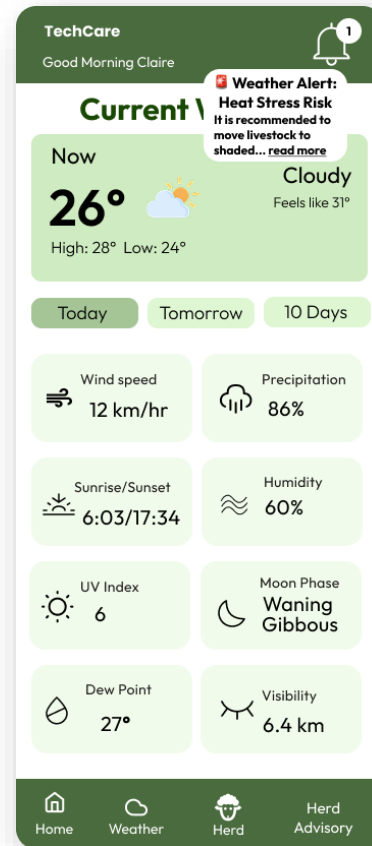 TechCare
1
Good Morning Claire
🚨 Weather Alert:
Heat Stress Risk
It is recommended to
move livestock to
shaded... read more
Current
Now
Cloudy
26°
Feels like 31°
High: 28° Low: 24°
Today Tomorrow 10 Days
Wind speed
12 km/hr
Precipitation
86%
Sunrise/Sunset
6:03/17:34
Humidity
60%
UV Index
6
Moon Phase
Waning
Gibbous
Dew Point
27°
Visibility
6.4 km
Home
Weather
Herd
Herd
Advisory